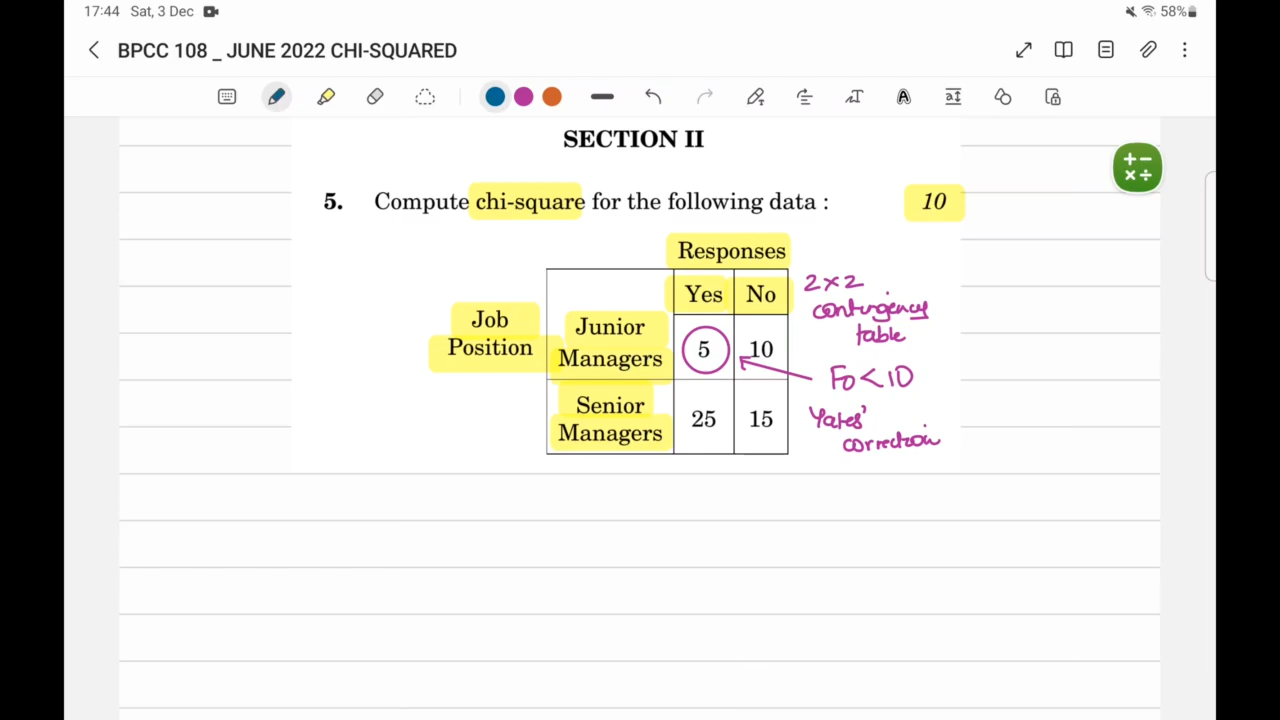 17:44 Sat, 3 Dec 58%
BPCC 108 _ JUNE 2022 CHI-SQUARED
SECTION II
5. Compute chi-square for the following data : 10
Responses
Yes No
Job Position
Junior Managers 5 10
Senior Managers 25 15
2x2
contingency
table
Fo < 10
Yates'
correction